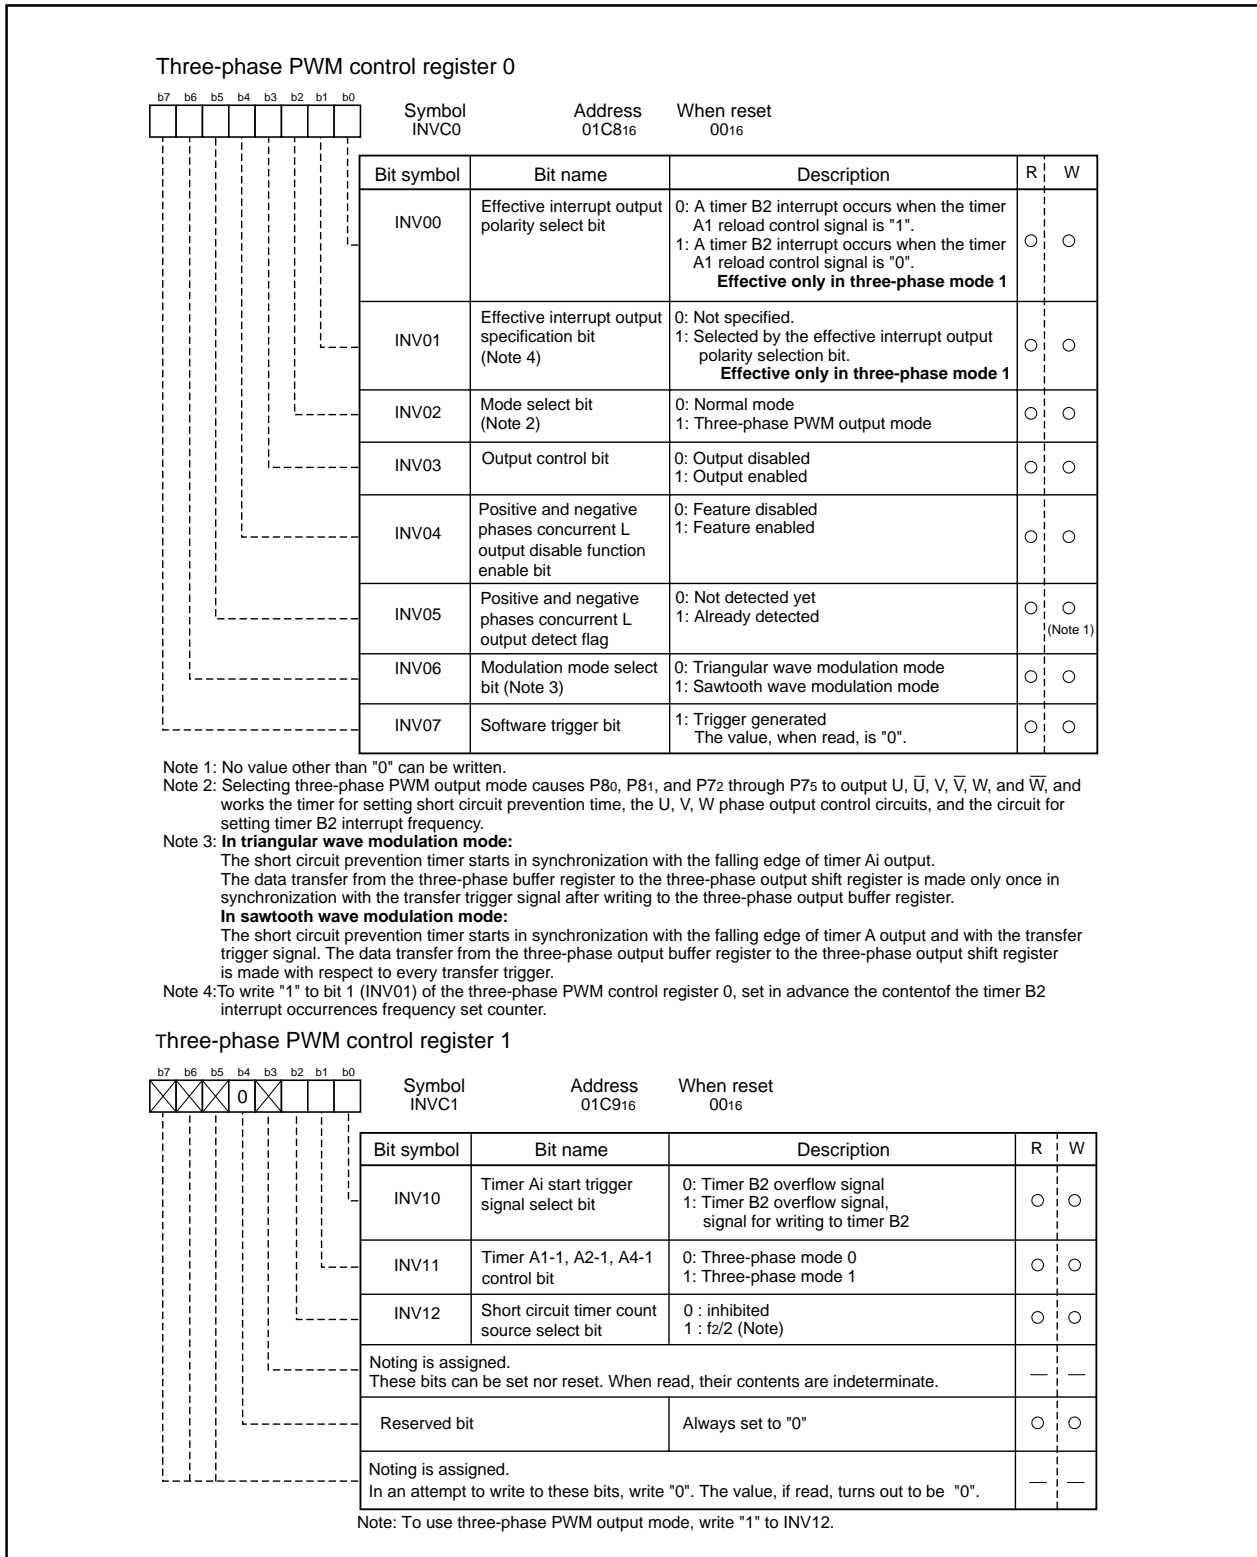 Three-phase PWM control register 0
b7 b6 b5 b4 b3 b2 b1 b0
Symbol Address When reset
INVC0 01C816 0016
Bit symbol Bit name Description R W
INV00 Effective interrupt output 0: A timer B2 interrupt occurs when the timer
polarity select bit A1 reload control signal is "1".
1: A timer B2 interrupt occurs when the timer
A1 reload control signal is "0".
Effective only in three-phase mode 1
INV01 Effective interrupt output 0: Not specified.
specification bit 1: Selected by the effective interrupt output
(Note 4) polarity selection bit.
Effective only in three-phase mode 1
INV02 Mode select bit 0: Normal mode
(Note 2) 1: Three-phase PWM output mode
INV03 Output control bit 0: Output disabled
1: Output enabled
INV04 Positive and negative 0: Feature disabled
phases concurrent L 1: Feature enabled
output disable function
enable bit
INV05 Positive and negative 0: Not detected yet
phases concurrent L 1: Already detected
output detect flag (Note 1)
INV06 Modulation mode select 0: Triangular wave modulation mode
bit (Note 3) 1: Sawtooth wave modulation mode
INV07 Software trigger bit 1: Trigger generated
The value, when read, is "0".
Note 1: No value other than "0" can be written.
Note 2: Selecting three-phase PWM output mode causes P80, P81, and P72 through P75 to output U, U̅, V, V̅, W, and W̅, and
works the timer for setting short circuit prevention time, the U, V, W phase output control circuits, and the circuit for
setting timer B2 interrupt frequency.
Note 3: In triangular wave modulation mode:
The short circuit prevention timer starts in synchronization with the falling edge of timer Ai output.
The data transfer from the three-phase buffer register to the three-phase output shift register is made only once in
synchronization with the transfer trigger signal after writing to the three-phase output buffer register.
In sawtooth wave modulation mode:
The short circuit prevention timer starts in synchronization with the falling edge of timer A output and with the transfer
trigger signal. The data transfer from the three-phase output buffer register to the three-phase output shift register
is made with respect to every transfer trigger.
Note 4:To write "1" to bit 1 (INV01) of the three-phase PWM control register 0, set in advance the contentof the timer B2
interrupt occurrences frequency set counter.
Three-phase PWM control register 1
b7 b6 b5 b4 b3 b2 b1 b0
0
Symbol Address When reset
INVC1 01C916 0016
Bit symbol Bit name Description R W
INV10 Timer Ai start trigger 0: Timer B2 overflow signal
signal select bit 1: Timer B2 overflow signal,
signal for writing to timer B2
INV11 Timer A1-1, A2-1, A4-1 0: Three-phase mode 0
control bit 1: Three-phase mode 1
INV12 Short circuit timer count 0 : inhibited
source select bit 1 : f2/2 (Note)
Noting is assigned.
These bits can be set nor reset. When read, their contents are indeterminate. — —
Reserved bit Always set to "0"
Noting is assigned.
In an attempt to write to these bits, write "0". The value, if read, turns out to be "0". — —
Note: To use three-phase PWM output mode, write "1" to INV12.